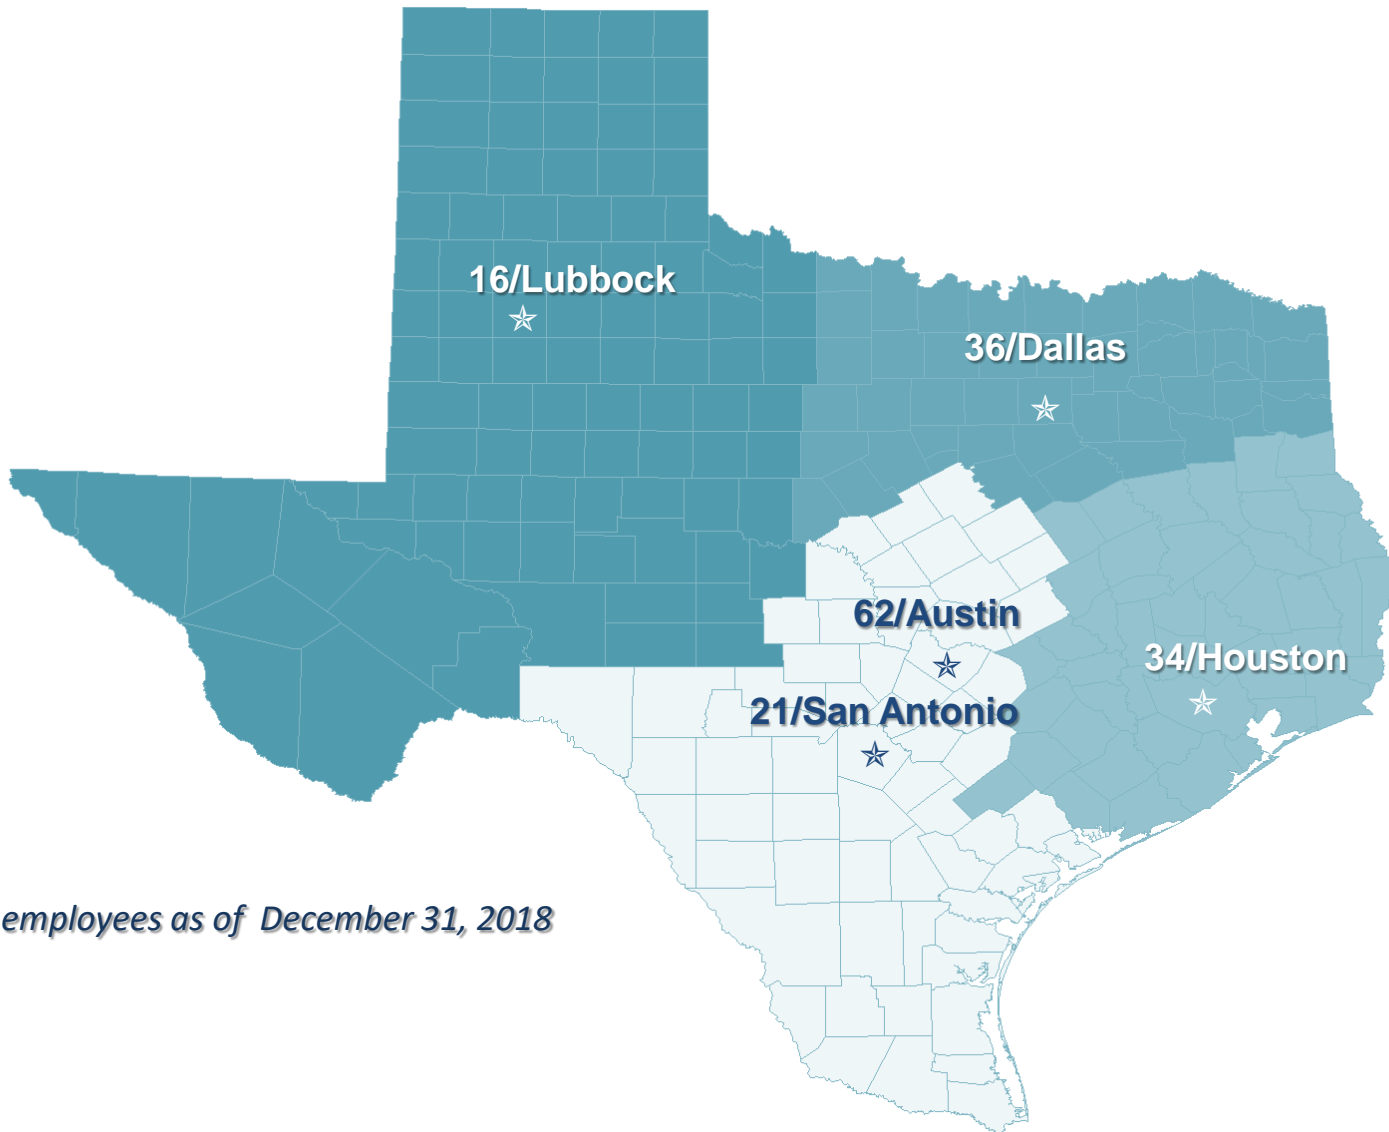 16/Lubbock
36/Dallas
62/Austin
34/Houston
21/San Antonio
employees as of December 31, 2018